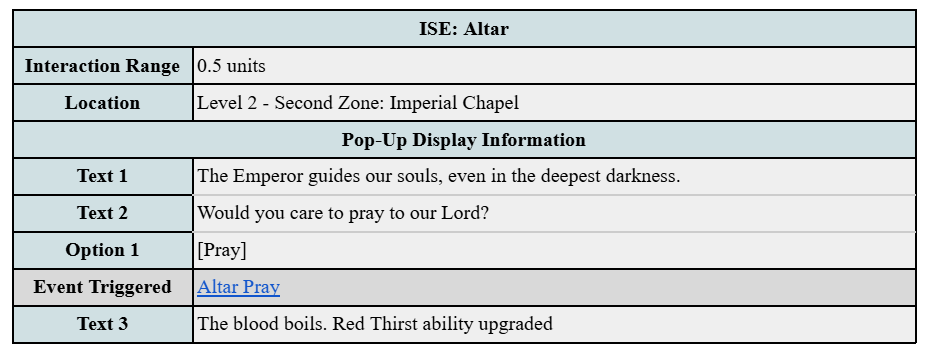 ISE: Altar
Interaction Range 0.5 units
Location Level 2 - Second Zone: Imperial Chapel
Pop-Up Display Information
Text 1 The Emperor guides our souls, even in the deepest darkness.
Text 2 Would you care to pray to our Lord?
Option 1 [Pray]
Event Triggered Altar Pray
Text 3 The blood boils. Red Thirst ability upgraded